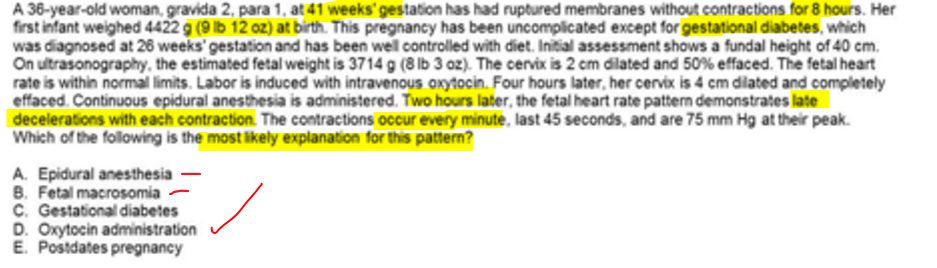 A 36-year-old woman, gravida 2, para 1, at 41 weeks' gestation has had ruptured membranes without contractions for 8 hours. Her
first infant weighed 4422 g (9 lb 12 oz) at birth. This pregnancy has been uncomplicated except for gestational diabetes, which
was diagnosed at 26 weeks' gestation and has been well controlled with diet. Initial assessment shows a fundal height of 40 cm.
On ultrasonography, the estimated fetal weight is 3714 g (8 lb 3 oz). The cervix is 2 cm dilated and 50% effaced. The fetal heart
rate is within normal limits. Labor is induced with intravenous oxytocin. Four hours later, her cervix is 4 cm dilated and completely
effaced. Continuous epidural anesthesia is administered. Two hours later, the fetal heart rate pattern demonstrates late
decelerations with each contraction. The contractions occur every minute, last 45 seconds, and are 75 mm Hg at their peak.
Which of the following is the most likely explanation for this pattern?
A. Epidural anesthesia
B. Fetal macrosomia
C. Gestational diabetes
D. Oxytocin administration
E. Postdates pregnancy